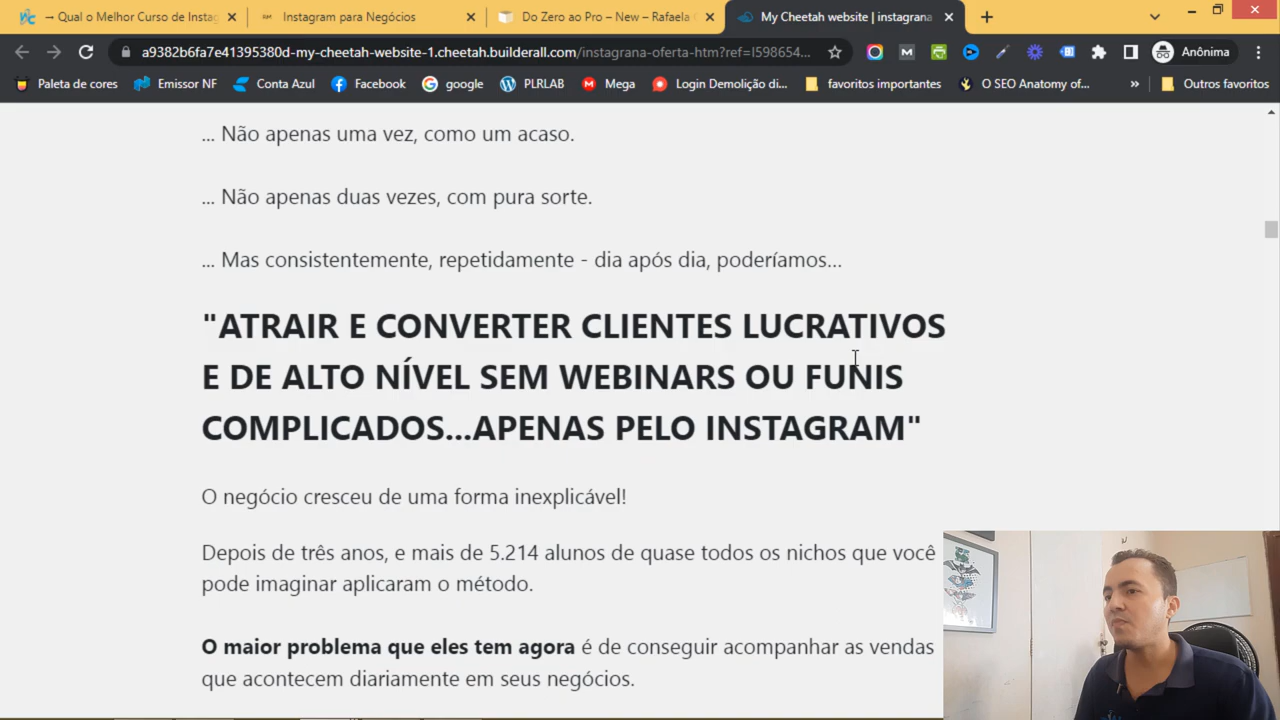 → Qual o Melhor Curso de Instag
Instagram para Negócios
Do Zero ao Pro – New – Rafaela
My Cheetah website | instagrana
a9382b6fa7e41395380d-my-cheetah-website-1.cheetah.builderall.com/instagrana-oferta-htm?ref=I598654...
Anônima
Paleta de cores
Emissor NF
Conta Azul
Facebook
google
PLRLAB
Mega
Login Demolição di...
favoritos importantes
O SEO Anatomy of...
»
Outros favoritos
... Não apenas uma vez, como um acaso.
... Não apenas duas vezes, com pura sorte.
... Mas consistentemente, repetidamente - dia após dia, poderíamos...
"ATRAIR E CONVERTER CLIENTES LUCRATIVOS
E DE ALTO NÍVEL SEM WEBINARS OU FUNIS
COMPLICADOS...APENAS PELO INSTAGRAM"
O negócio cresceu de uma forma inexplicável!
Depois de três anos, e mais de 5.214 alunos de quase todos os nichos que você
pode imaginar aplicaram o método.
O maior problema que eles tem agora é de conseguir acompanhar as vendas
que acontecem diariamente em seus negócios.